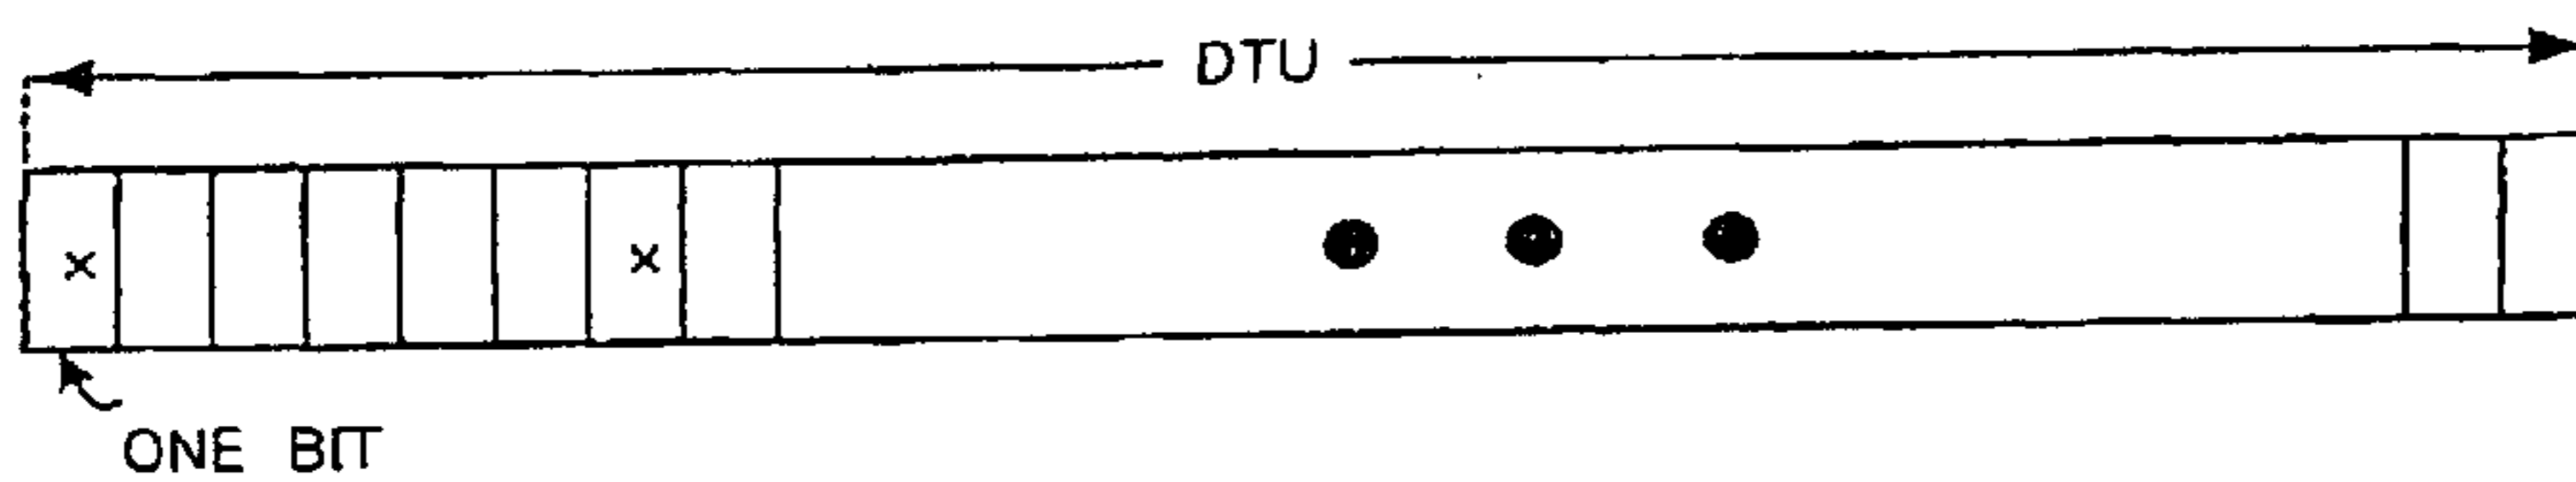 DTU
x x
ONE BIT